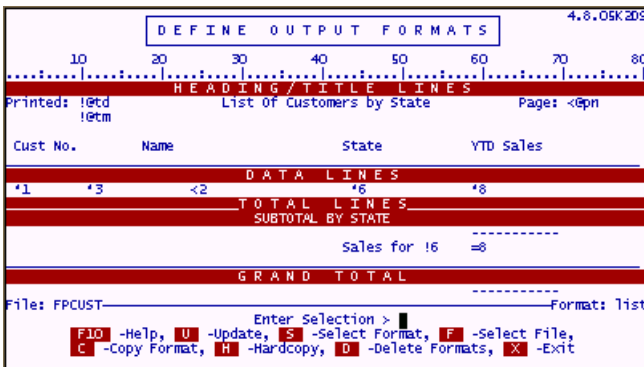 4.8.05K2DS
DEFINE OUTPUT FORMATS
10 20 30 40 50 60 70 80
HEADING/TITLE LINES
Printed: !@td List Of Customers by State Page: <@pn
!@tm
Cust No. Name State YTD Sales
DATA LINES
*1 *3 <2 *6 *8
TOTAL LINES
SUBTOTAL BY STATE
-----------
Sales for !6 =8
GRAND TOTAL
-----------
File: FPCUST Format: list
Enter Selection >
F10 -Help, U -Update, S -Select Format, F -Select File,
C -Copy Format, H -Hardcopy, D -Delete Formats, X -Exit